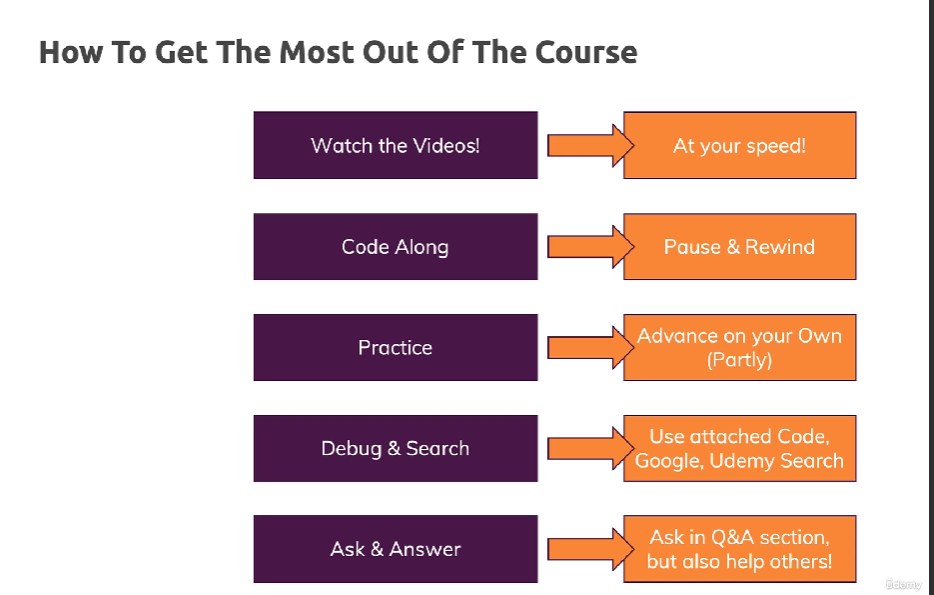 How To Get The Most Out Of The Course
Watch the Videos!
At your speed!
Code Along
Pause & Rewind
Practice
Advance on your Own
(Partly)
Debug & Search
Use attached Code,
Google, Udemy Search
Ask & Answer
Ask in Q&A section,
but also help others!
ûdemy